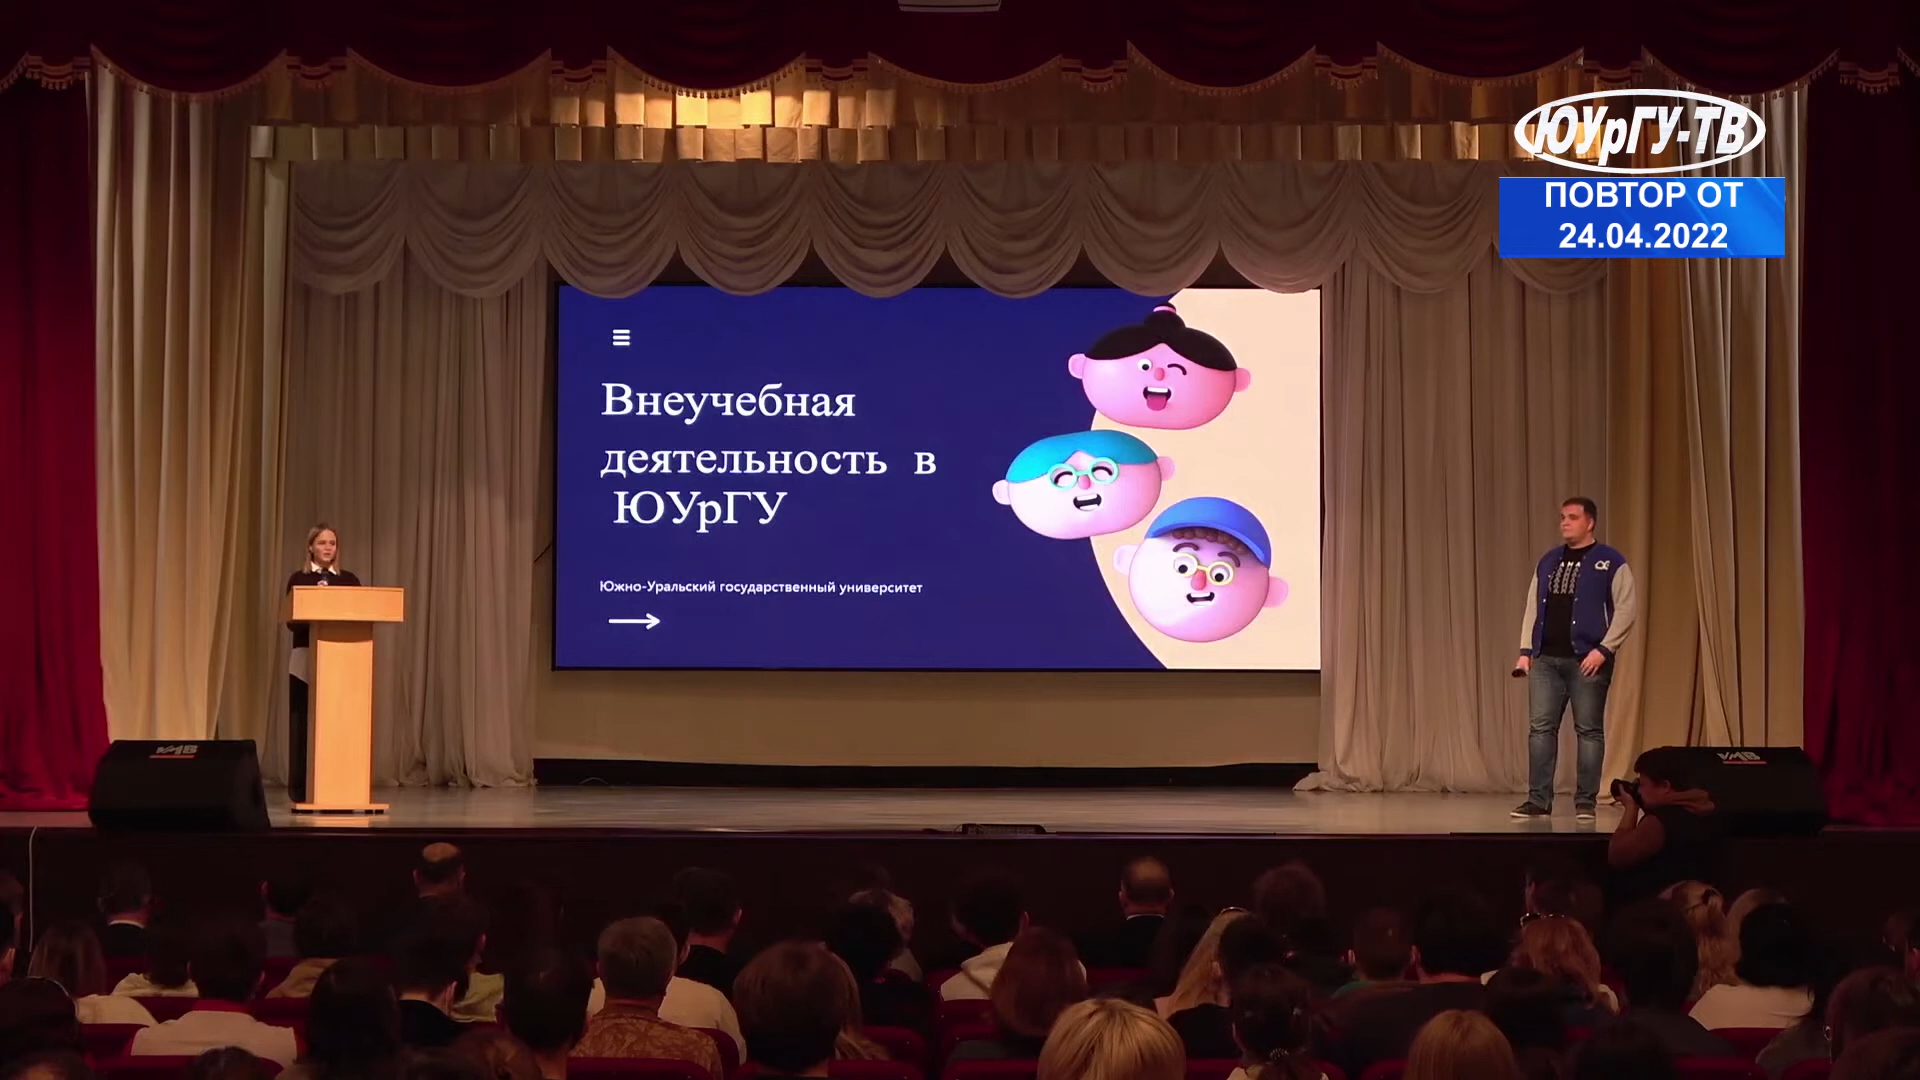 ЮУрГУ-ТВ
ПОВТОР ОТ
24.04.2022
Внеучебная
деятельность в
ЮУрГУ
Южно-Уральский государственный университет